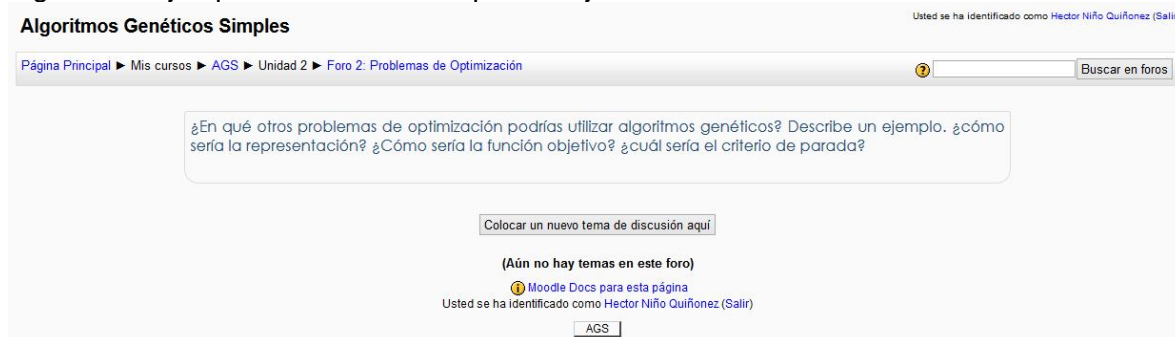 Algoritmos Genéticos Simples
Usted se ha identificado como Hector Niño Quiñonez (Salir
Página Principal ► Mis cursos ► AGS ► Unidad 2 ► Foro 2: Problemas de Optimización
Buscar en foros
¿En qué otros problemas de optimización podrías utilizar algoritmos genéticos? Describe un ejemplo. ¿cómo
sería la representación? ¿Cómo sería la función objetivo? ¿cuál sería el criterio de parada?
Colocar un nuevo tema de discusión aquí
(Aún no hay temas en este foro)
Moodle Docs para esta página
Usted se ha identificado como Hector Niño Quiñonez (Salir)
AGS